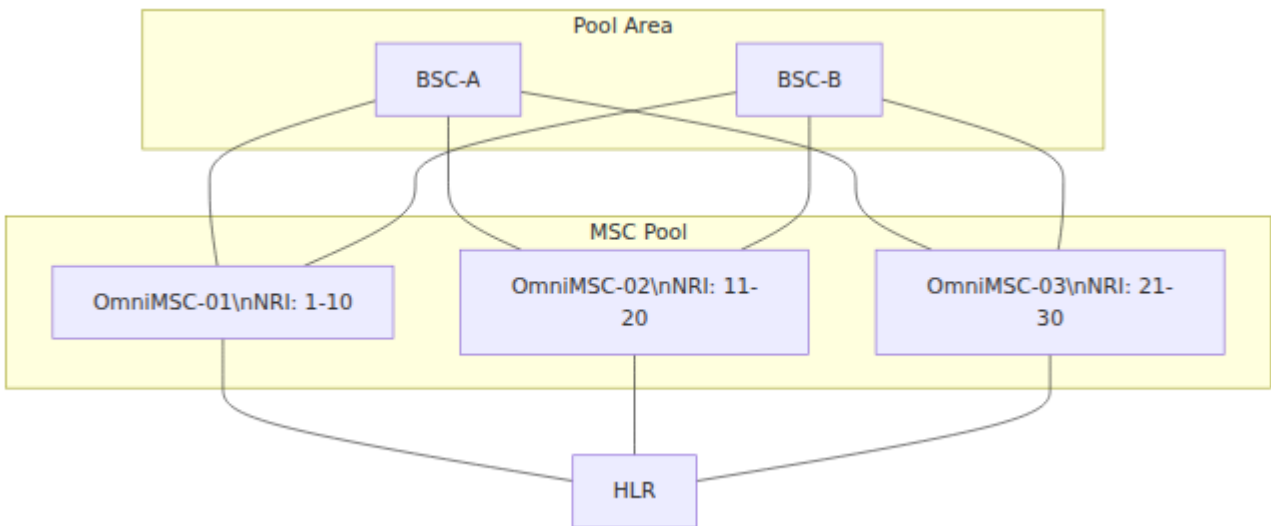 Pool Area
BSC-A
BSC-B
MSC Pool
OmniMSC-01\nNRI: 1-10
OmniMSC-02\nNRI: 11-
20
OmniMSC-03\nNRI: 21-
30
HLR